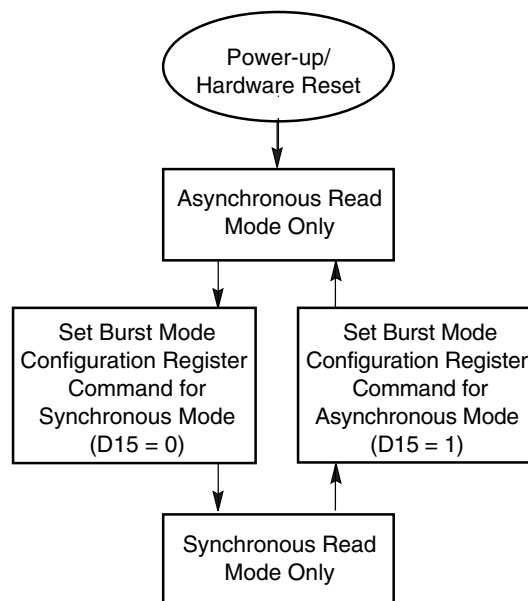 Power-up/
Hardware Reset
Asynchronous Read
Mode Only
Set Burst Mode
Configuration Register
Command for
Synchronous Mode
(D15 = 0)
Set Burst Mode
Configuration Register
Command for
Asynchronous Mode
(D15 = 1)
Synchronous Read
Mode Only